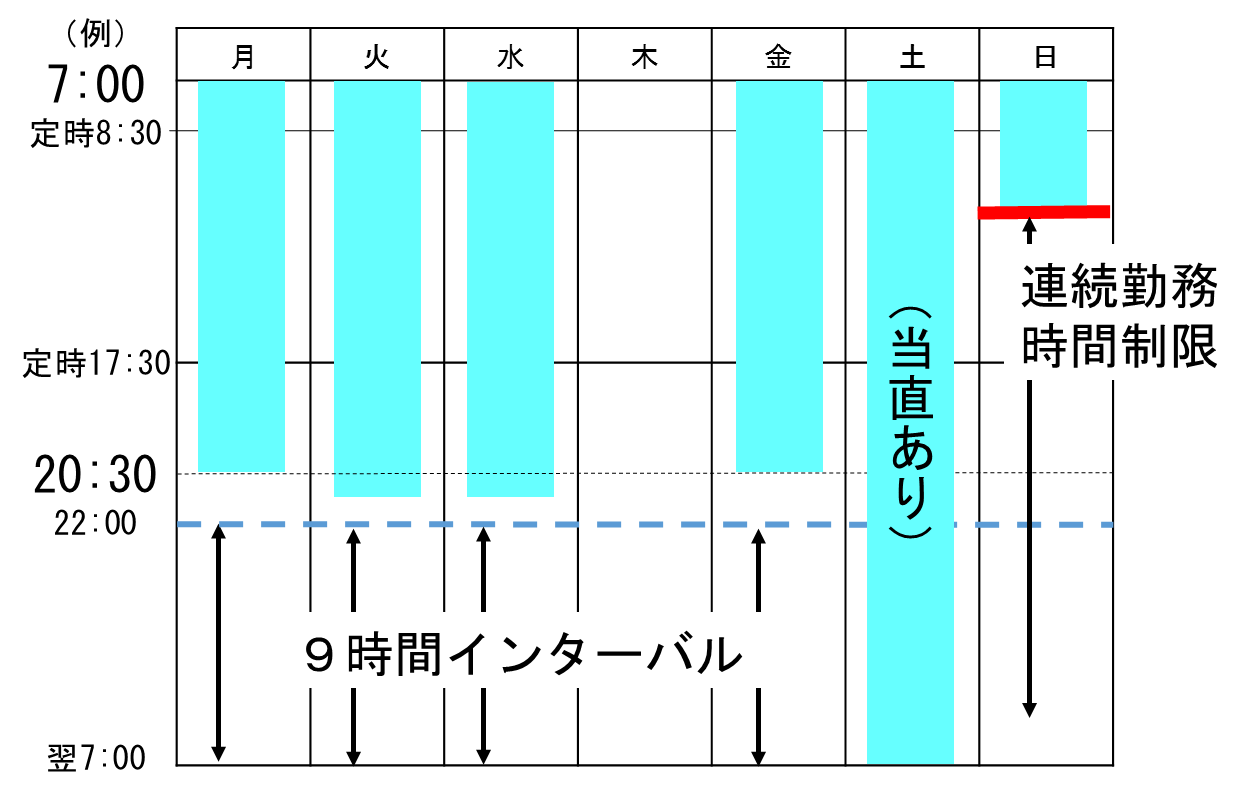 （例）
月 火 水 木 金 土 日
7:00
定時8:30
連続勤務
時間制限
（当直あり）
定時17:30
20:30
22:00
９時間インターバル
翌7:00